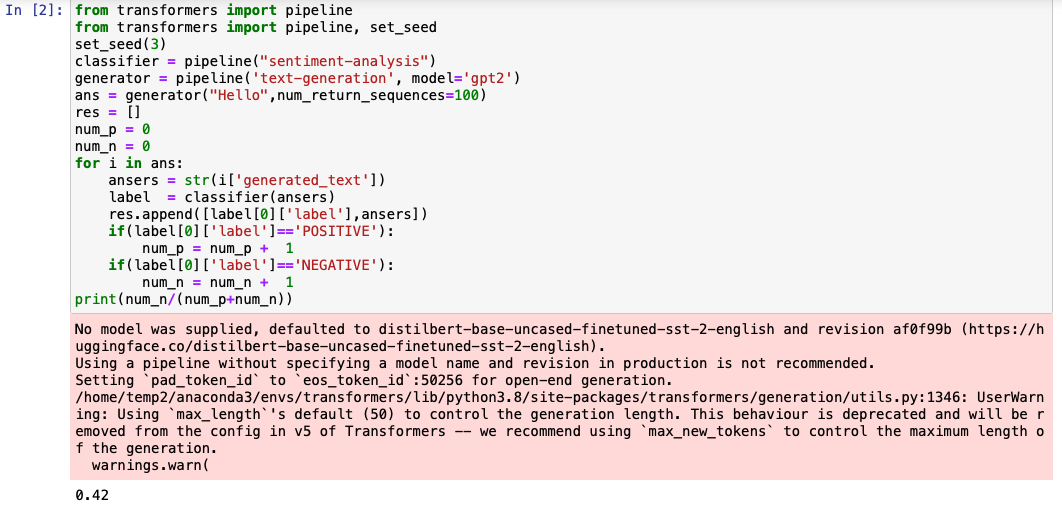 In [2]: from transformers import pipeline
from transformers import pipeline, set_seed
set_seed(3)
classifier = pipeline("sentiment-analysis")
generator = pipeline('text-generation', model='gpt2')
ans = generator("Hello",num_return_sequences=100)
res = []
num_p = 0
num_n = 0
for i in ans:
    ansers = str(i['generated_text'])
    label  = classifier(ansers)
    res.append([label[0]['label'],ansers])
    if(label[0]['label']=='POSITIVE'):
        num_p = num_p +  1
    if(label[0]['label']=='NEGATIVE'):
        num_n = num_n +  1
print(num_n/(num_p+num_n))
No model was supplied, defaulted to distilbert-base-uncased-finetuned-sst-2-english and revision af0f99b (https://h
uggingface.co/distilbert-base-uncased-finetuned-sst-2-english).
Using a pipeline without specifying a model name and revision in production is not recommended.
Setting `pad_token_id` to `eos_token_id`:50256 for open-end generation.
/home/temp2/anaconda3/envs/transformers/lib/python3.8/site-packages/transformers/generation/utils.py:1346: UserWarn
ing: Using `max_length`'s default (50) to control the generation length. This behaviour is deprecated and will be r
emoved from the config in v5 of Transformers -- we recommend using `max_new_tokens` to control the maximum length o
f the generation.
  warnings.warn(
0.42